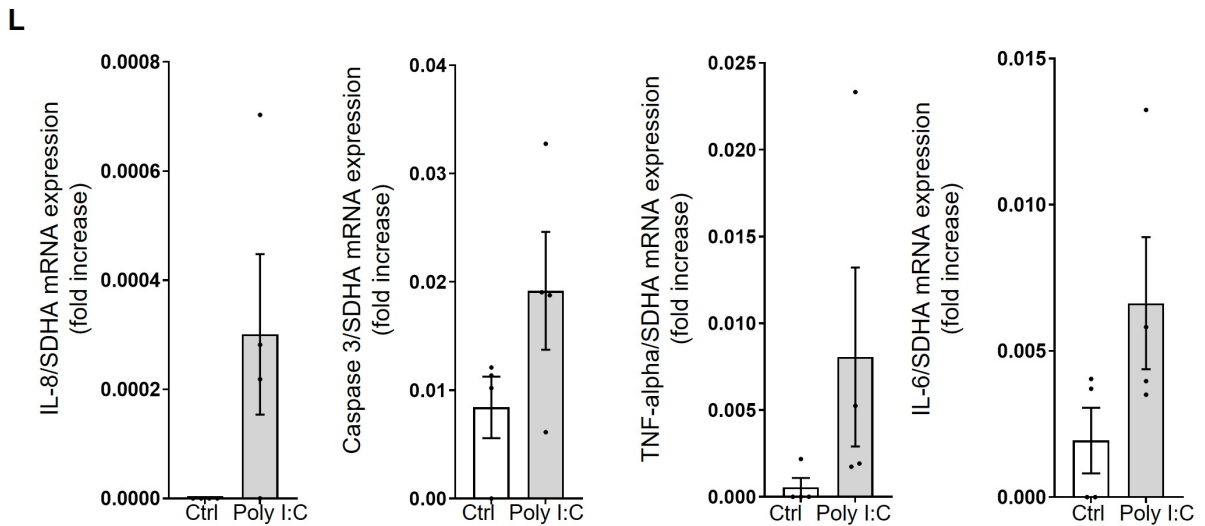 L
IL-8/SDHA mRNA expression
(fold increase)
0.0008
0.0006
0.0004
0.0002
0.0000
Ctrl Poly I:C
Caspase 3/SDHA mRNA expression
(fold increase)
0.04
0.03
0.02
0.01
0.00
Ctrl Poly I:C
TNF-alpha/SDHA mRNA expression
(fold increase)
0.025
0.020
0.015
0.010
0.005
0.000
Ctrl Poly I:C
IL-6/SDHA mRNA expression
(fold increase)
0.015
0.010
0.005
0.000
Ctrl Poly I:C